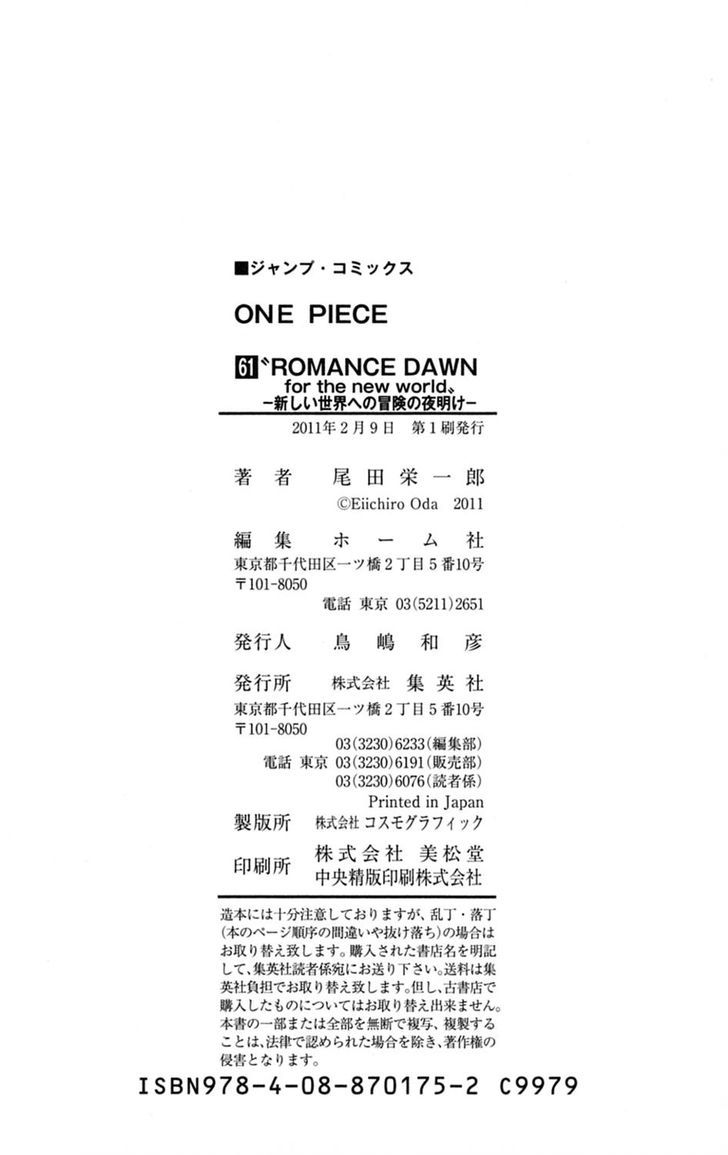 ■ジャンプ・コミックス
ONE PIECE
61〝ROMANCE DAWN
for the new world〟
－新しい世界への冒険の夜明け－
2011年2月9日　第1刷発行
著者　尾田栄一郎
©Eiichiro Oda　2011
編集　ホーム社
東京都千代田区一ツ橋2丁目5番10号
〒101-8050
電話 東京 03(5211)2651
発行人　鳥嶋和彦
発行所　株式会社 集英社
東京都千代田区一ツ橋2丁目5番10号
〒101-8050
03(3230)6233(編集部)
電話 東京 03(3230)6191(販売部)
03(3230)6076(読者係)
Printed in Japan
製版所　株式会社 コスモグラフィック
印刷所　株式会社 美松堂
中央精版印刷株式会社
造本には十分注意しておりますが、乱丁・落丁
(本のページ順序の間違いや抜け落ち)の場合は
お取り替え致します。購入された書店名を明記
して、集英社読者係宛にお送り下さい。送料は集
英社負担でお取り替え致します。但し、古書店で
購入したものについてはお取り替え出来ません。
本書の一部または全部を無断で複写、複製する
ことは、法律で認められた場合を除き、著作権の
侵害となります。
ISBN978-4-08-870175-2 C9979